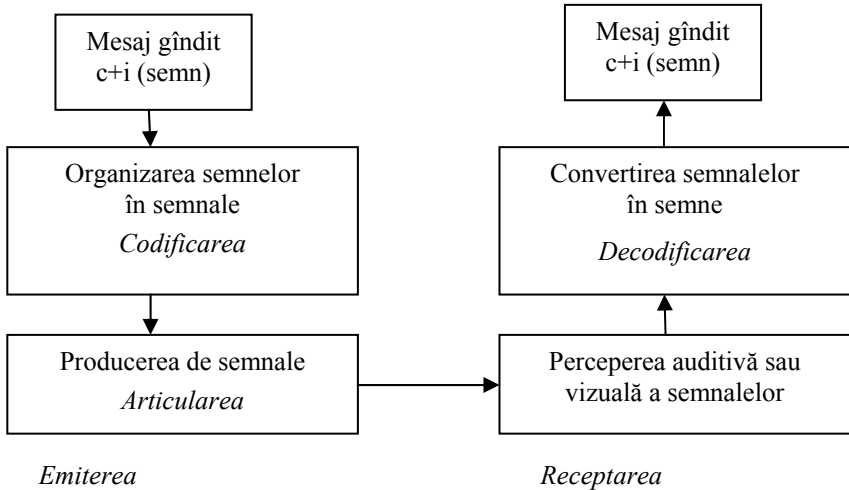 Mesaj gîndit
c+i (semn)
Organizarea semnelor
în semnale
Codificarea
Producerea de semnale
Articularea
Emiterea
Mesaj gîndit
c+i (semn)
Convertirea semnalelor
în semne
Decodificarea
Perceperea auditivă sau
vizuală a semnalelor
Receptarea